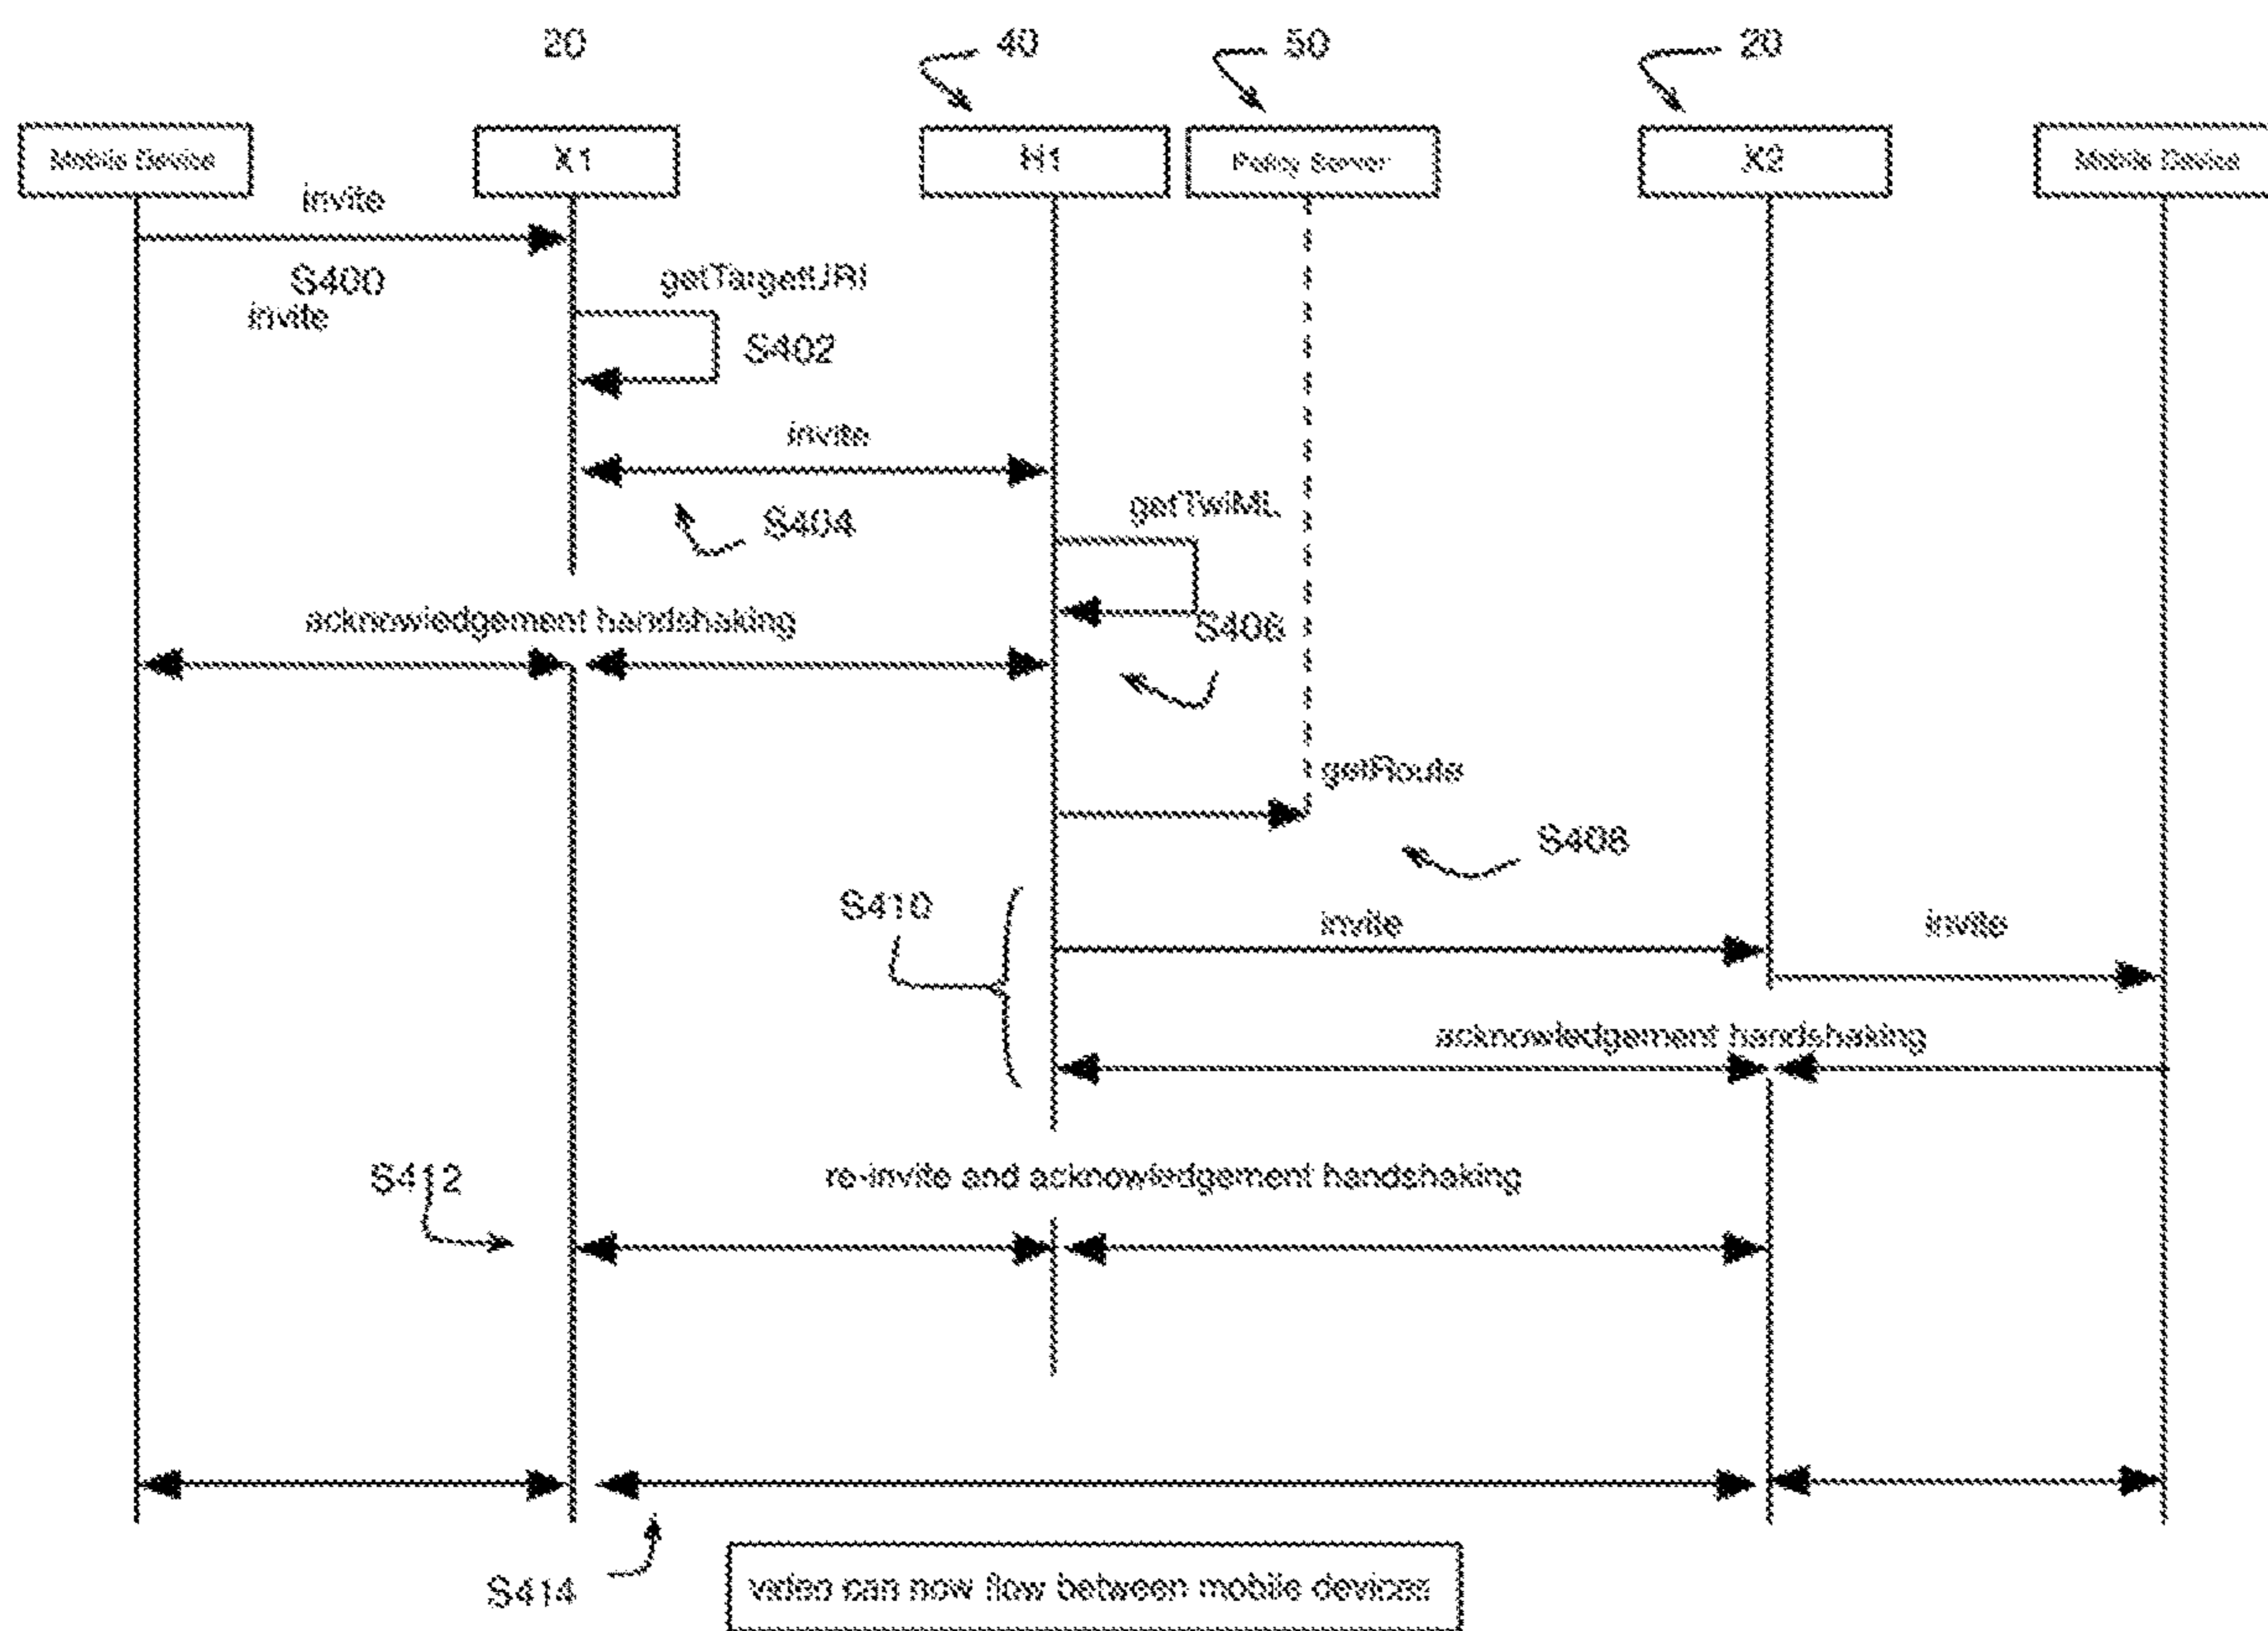 20
40
50
20
Mobile Device
X1
H1
Policy Server
X2
Mobile Device
invite
S400
invite
getTargetURI
S402
invite
S404
getTwiML
S406
acknowledgement handshaking
getRoute
S408
S410
invite
invite
acknowledgement handshaking
S412
re-invite and acknowledgement handshaking
S414
video can now flow between mobile devices